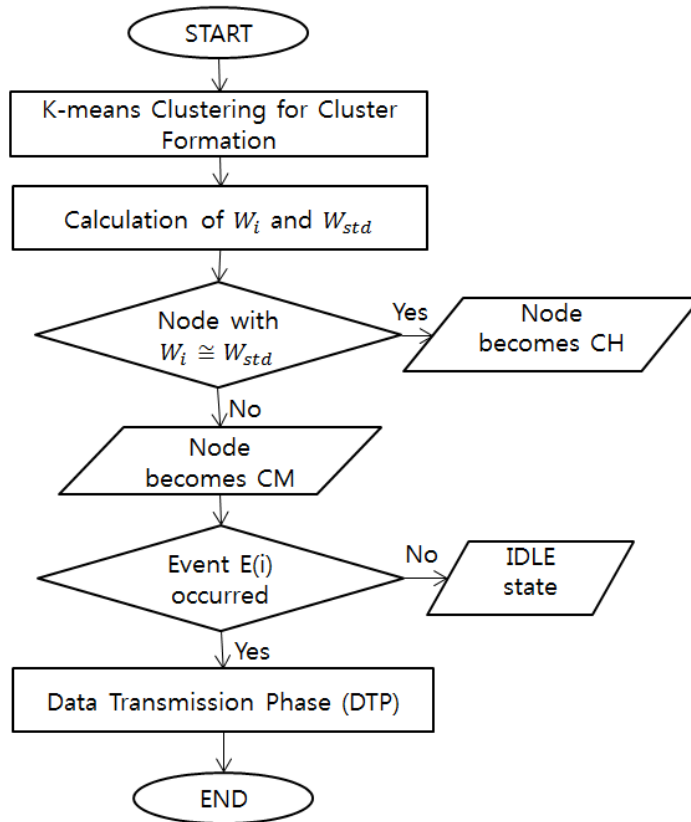 START
K-means Clustering for Cluster
Formation
Calculation of W_i and W_std
Node with
W_i ≅ W_std
Yes
Node
becomes CH
No
Node
becomes CM
Event E(i)
occurred
No
IDLE
state
Yes
Data Transmission Phase (DTP)
END